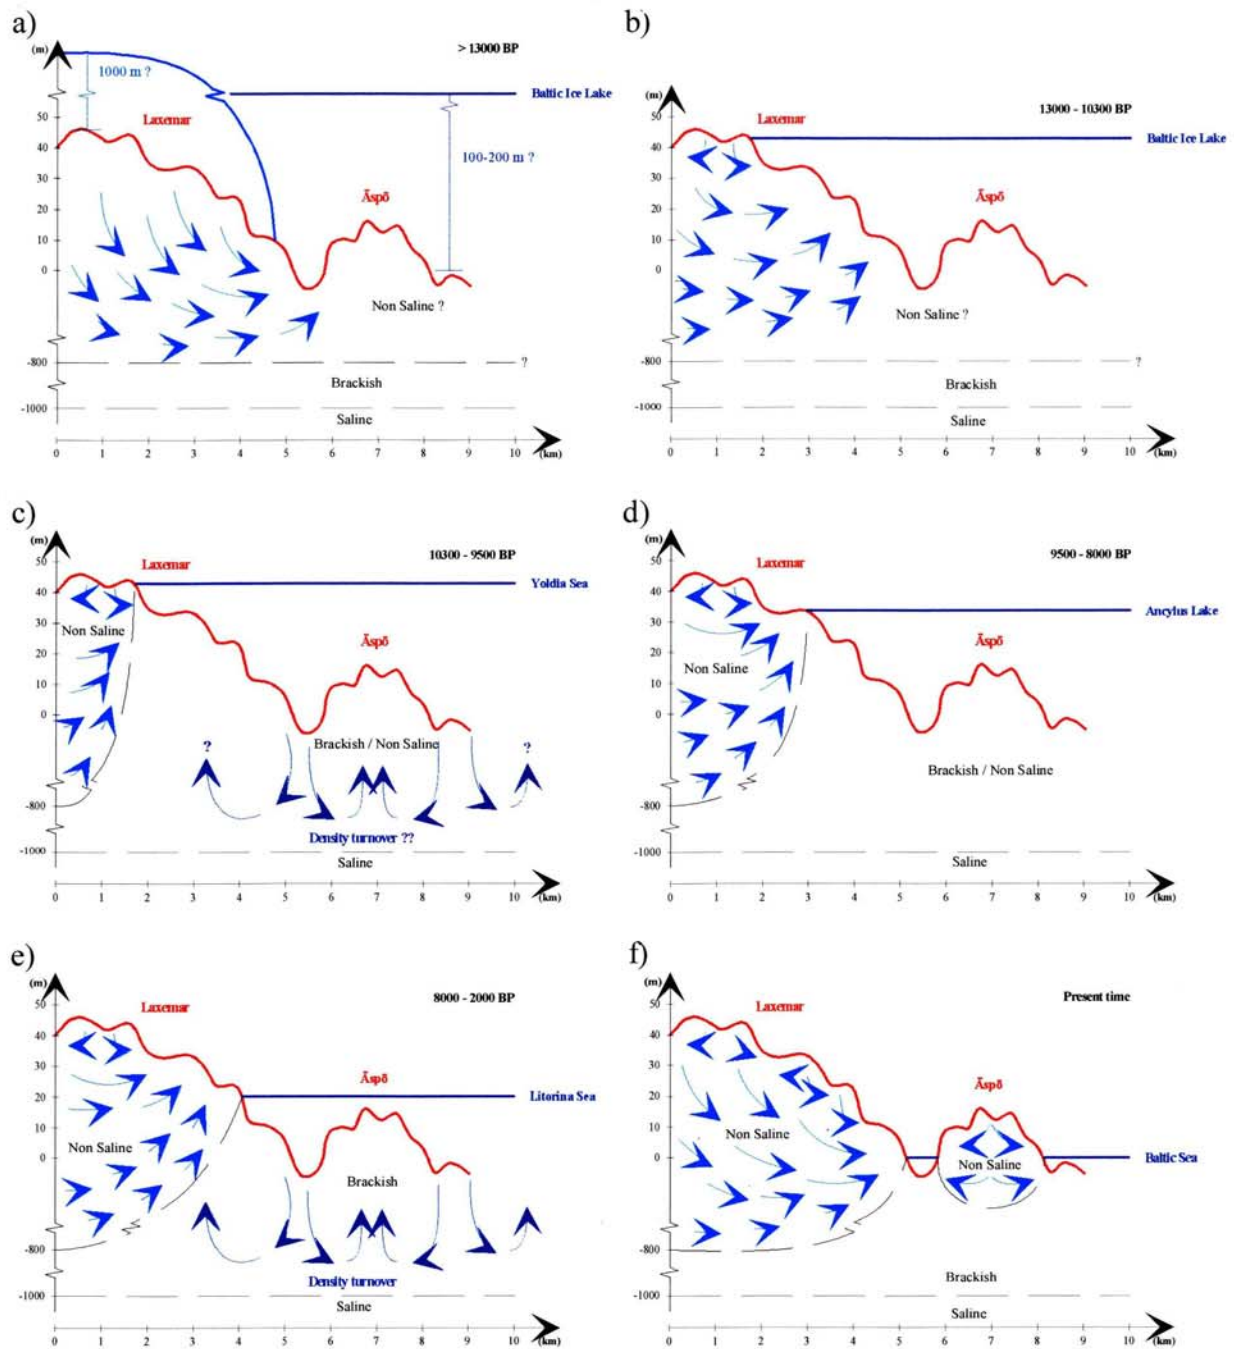 a)
(m)
> 13000 BP
1000 m ?
Baltic Ice Lake
50
Laxemar
40
100-200 m ?
30
20
Äspö
10
0
Non Saline ?
-800
?
Brackish
-1000
Saline
0 1 2 3 4 5 6 7 8 9 10 (km)
b)
(m)
13000 - 10300 BP
50
Laxemar
Baltic Ice Lake
40
30
20
Äspö
10
0
Non Saline ?
-800
?
Brackish
-1000
Saline
0 1 2 3 4 5 6 7 8 9 10 (km)
c)
(m)
10300 - 9500 BP
50
Laxemar
Yoldia Sea
40
Non Saline
30
20
Äspö
10
0
? Brackish / Non Saline ?
-800
Density turnover ??
-1000
Saline
0 1 2 3 4 5 6 7 8 9 10 (km)
d)
(m)
9500 - 8000 BP
50
Laxemar
40
Ancylus Lake
30
20
Äspö
Non Saline
10
0
Brackish / Non Saline
-800
-1000
Saline
0 1 2 3 4 5 6 7 8 9 10 (km)
e)
(m)
8000 - 2000 BP
50
Laxemar
40
30
Äspö
20
Litorina Sea
10
Non Saline
0
Brackish
-800
Density turnover
-1000
Saline
0 1 2 3 4 5 6 7 8 9 10 (km)
f)
(m)
Present time
50
Laxemar
40
30
Äspö
20
10
Non Saline
0
Non Saline
Baltic Sea
-800
Brackish
-1000
Saline
0 1 2 3 4 5 6 7 8 9 10 (km)